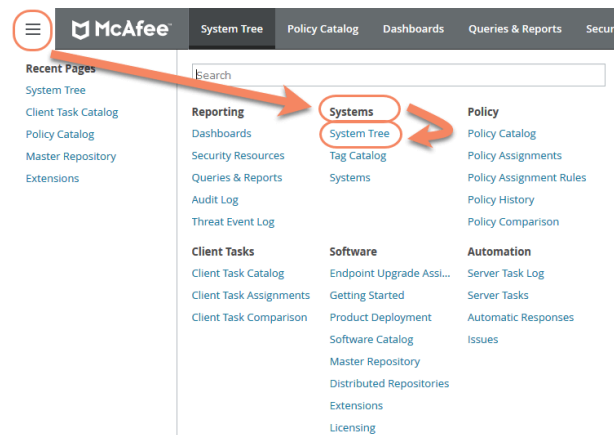 McAfee™ System Tree Policy Catalog Dashboards Queries & Reports Secur
Recent Pages
System Tree
Client Task Catalog
Policy Catalog
Master Repository
Extensions
Search
Reporting
Dashboards
Security Resources
Queries & Reports
Audit Log
Threat Event Log
Systems
System Tree
Tag Catalog
Systems
Policy
Policy Catalog
Policy Assignments
Policy Assignment Rules
Policy History
Policy Comparison
Client Tasks
Client Task Catalog
Client Task Assignments
Client Task Comparison
Software
Endpoint Upgrade Assi...
Getting Started
Product Deployment
Software Catalog
Master Repository
Distributed Repositories
Extensions
Licensing
Automation
Server Task Log
Server Tasks
Automatic Responses
Issues